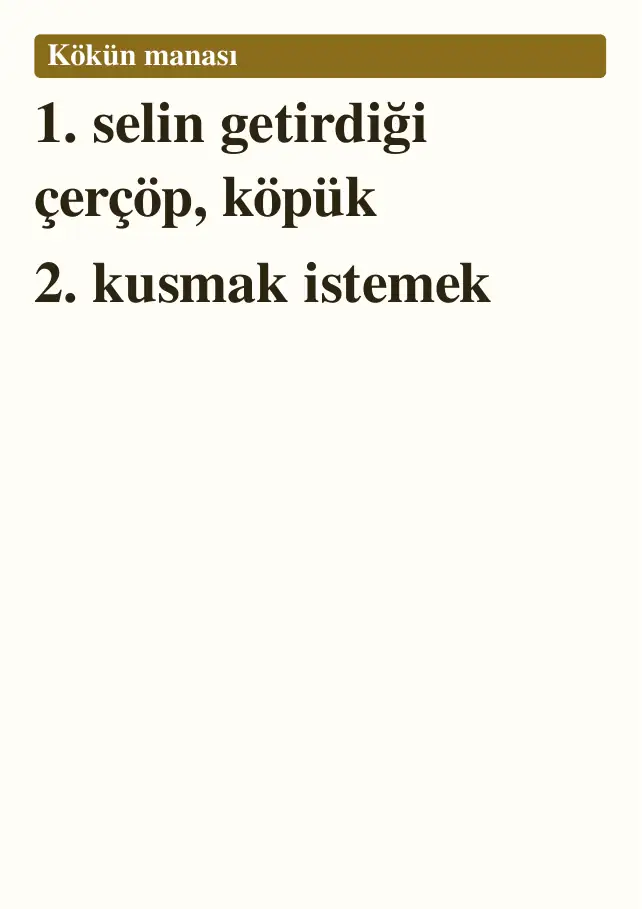 Kökün manası
1. selin getirdiği
çerçöp, köpük
2. kusmak istemek